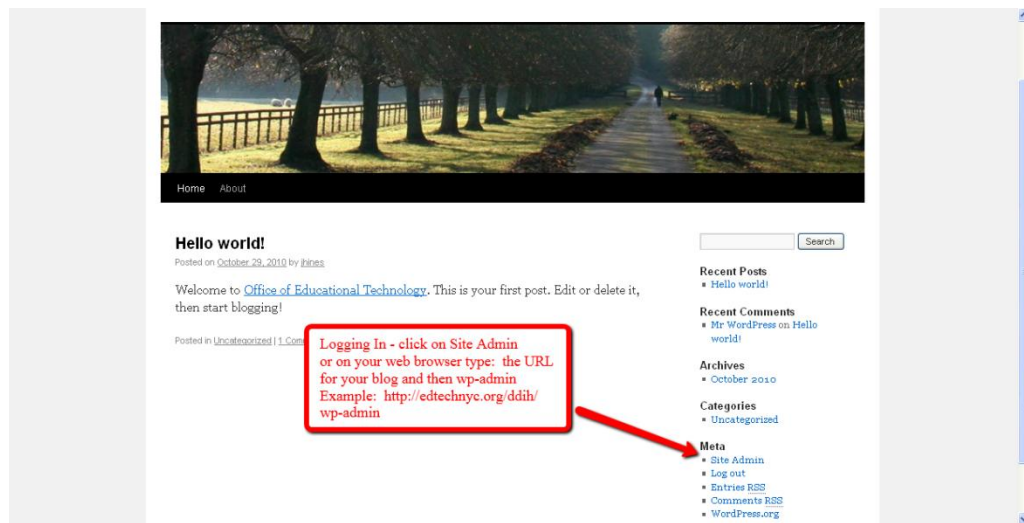 Home About
Hello world!
Posted on October 29, 2010 by jhines
Welcome to Office of Educational Technology. This is your first post. Edit or delete it,
then start blogging!
Posted in Uncategorized | 1
Logging In - click on Site Admin
or on your web browser type: the URL
for your blog and then wp-admin
Example: http://edtechnyc.org/ddih/
wp-admin
Search
Recent Posts
Hello world!
Recent Comments
Mr WordPress on Hello
world!
Archives
October 2010
Categories
Uncategorized
Meta
Site Admin
Log out
Entries RSS
Comments RSS
WordPress.org